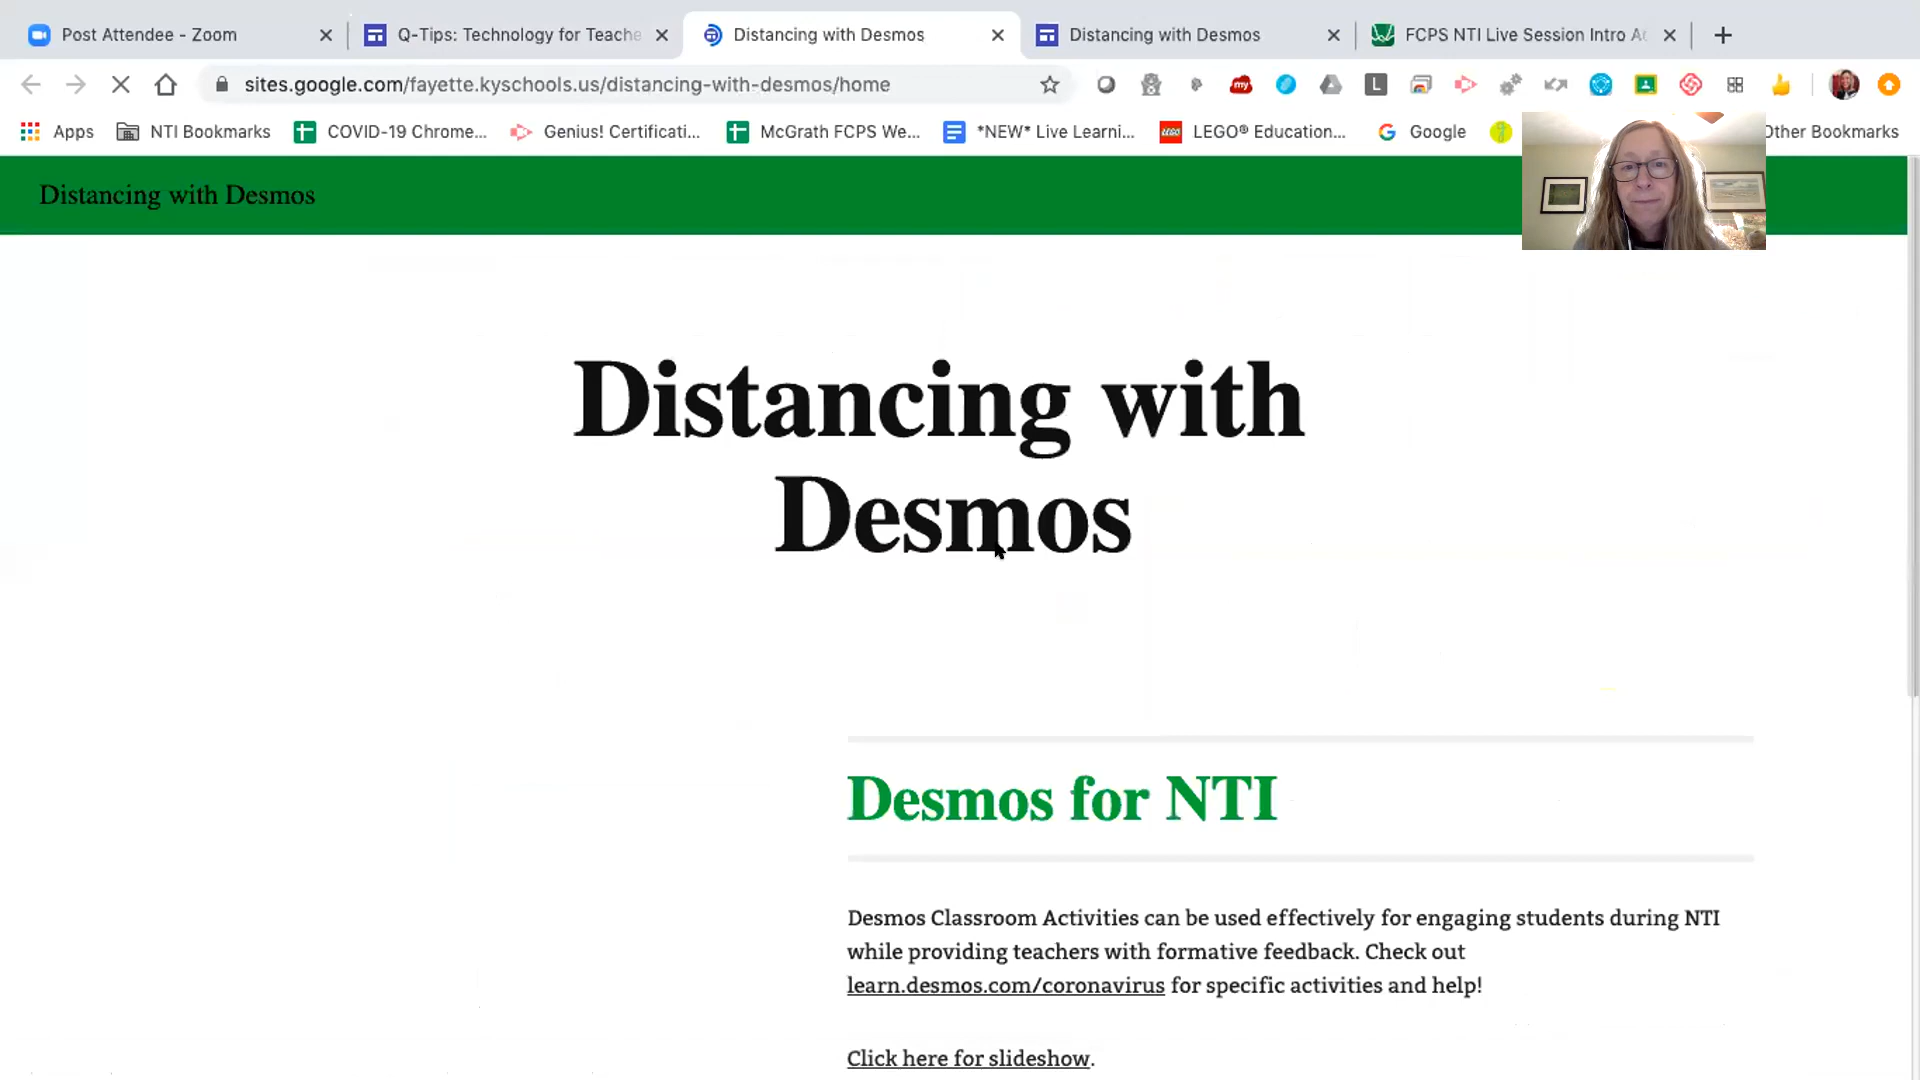 Post Attendee - Zoom
Q-Tips: Technology for Teache
Distancing with Desmos
Distancing with Desmos
FCPS NTI Live Session Intro Ac
sites.google.com/fayette.kyschools.us/distancing-with-desmos/home
my
L
Apps
NTI Bookmarks
COVID-19 Chrome...
Genius! Certificati...
McGrath FCPS We...
*NEW* Live Learni...
LEGO® Education...
Google
Other Bookmarks
Distancing with Desmos
Distancing with
Desmos
Desmos for NTI
Desmos Classroom Activities can be used effectively for engaging students during NTI
while providing teachers with formative feedback. Check out
learn.desmos.com/coronavirus for specific activities and help!
Click here for slideshow.